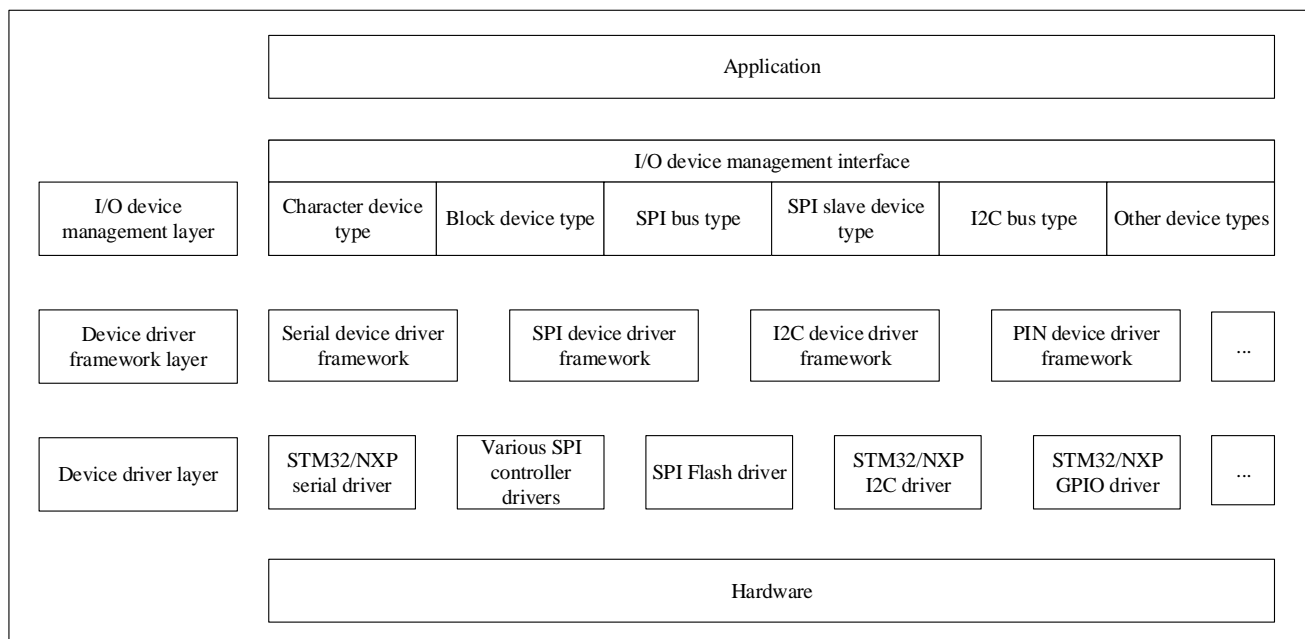 Application
I/O device management interface
I/O device
management layer
Character device
type
Block device type
SPI bus type
SPI slave device
type
I2C bus type
Other device types
Device driver
framework layer
Serial device driver
framework
SPI device driver
framework
I2C device driver
framework
PIN device driver
framework
...
Device driver layer
STM32/NXP
serial driver
Various SPI
controller
drivers
SPI Flash driver
STM32/NXP
I2C driver
STM32/NXP
GPIO driver
...
Hardware